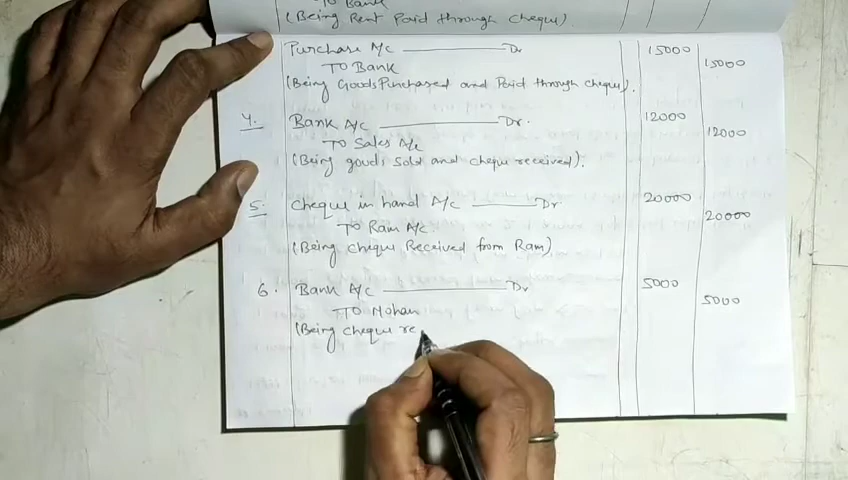 To Bank
(Being Rent Paid through Cheque)
Purchase A/c Dr 15000
To Bank 15000
(Being Goods Purchased and Paid through cheque).
4. Bank A/c Dr. 12000
To Sales A/c 12000
(Being goods Sold and cheque received).
5. Cheque in hand A/c Dr. 20000
To Ram A/c 20000
(Being cheque Received from Ram)
6. Bank A/c Dr 5000
To Mohan 5000
(Being cheque re